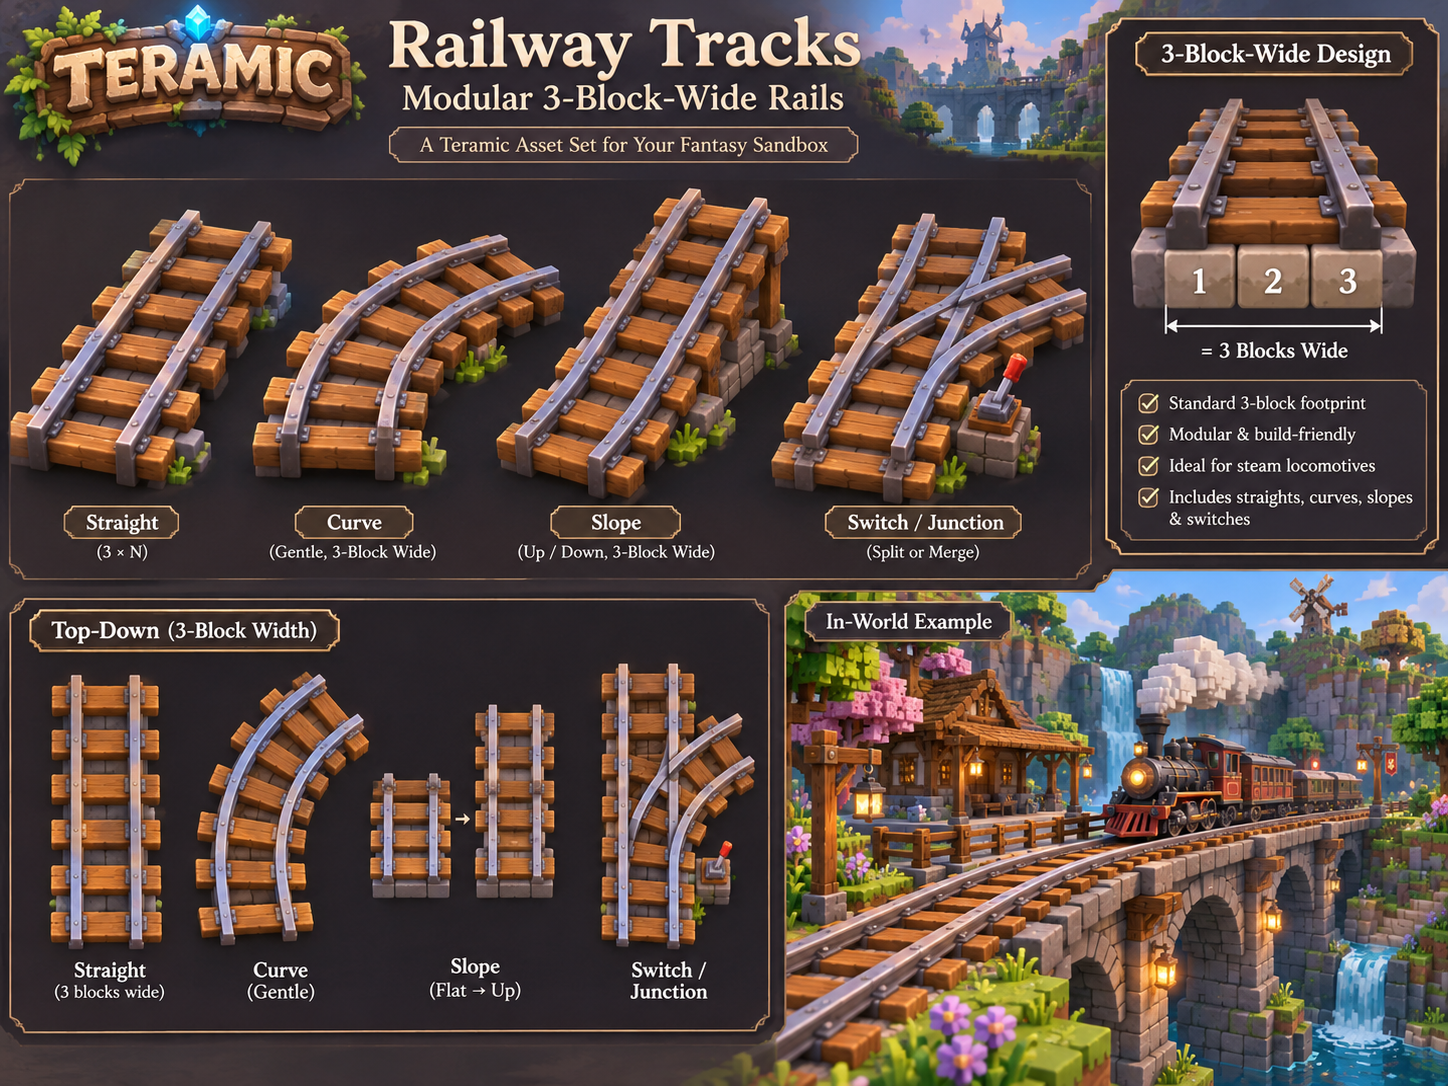 TERAMIC
Railway Tracks
Modular 3-Block-Wide Rails
A Teramic Asset Set for Your Fantasy Sandbox
Straight
(3 × N)
Curve
(Gentle, 3-Block Wide)
Slope
(Up / Down, 3-Block Wide)
Switch / Junction
(Split or Merge)
3-Block-Wide Design
1 2 3
= 3 Blocks Wide
Standard 3-block footprint
Modular & build-friendly
Ideal for steam locomotives
Includes straights, curves, slopes
& switches
Top-Down (3-Block Width)
Straight
(3 blocks wide)
Curve
(Gentle)
Slope
(Flat → Up)
Switch /
Junction
In-World Example